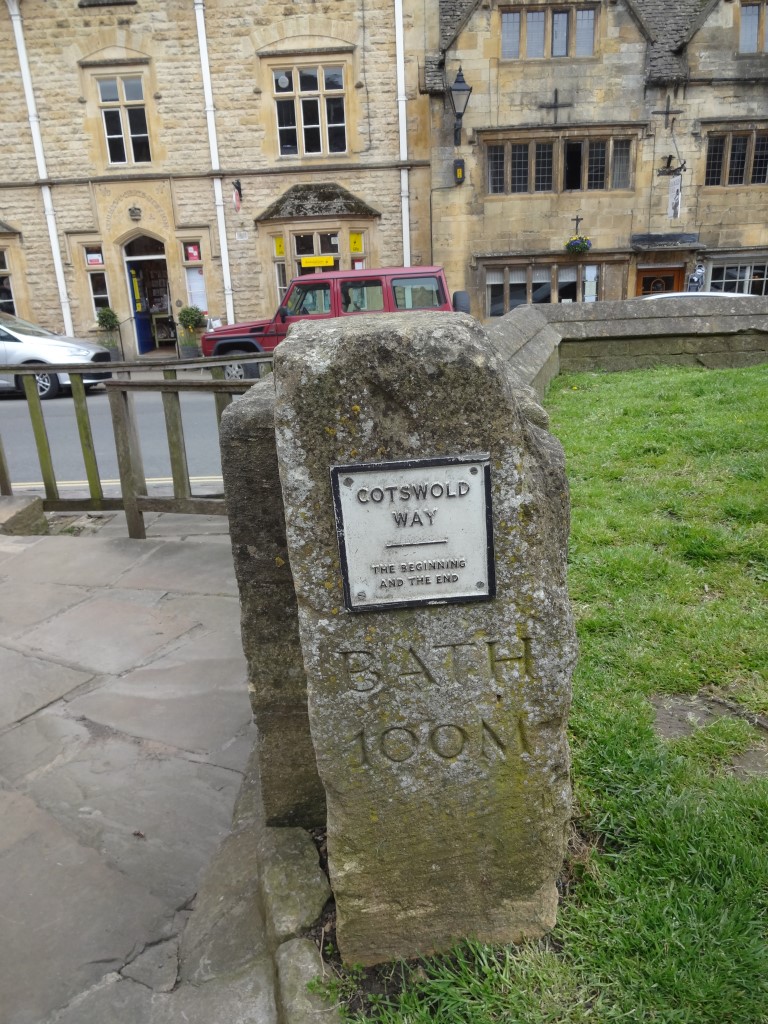 COTSWOLD
WAY
THE BEGINNING
AND THE END
BATH
100M